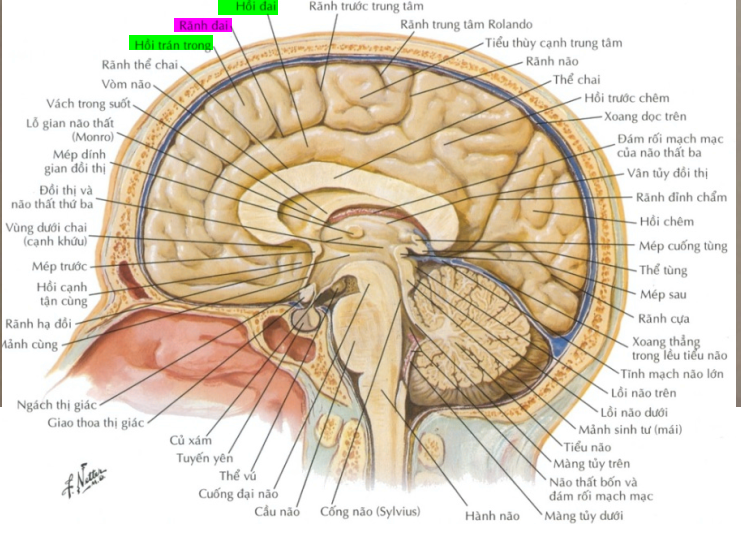 Hồi đai
Rãnh đai
Hồi trán trong
Rãnh thể chai
Vòm não
Vách trong suốt
Lỗ gian não thất
(Monro)
Mép dính
gian đồi thị
Đồi thị và
não thất thứ ba
Vùng dưới chai
(cạnh khứu)
Mép trước
Hồi cạnh
tận cùng
Rãnh hạ đồi
Mảnh cùng
Ngách thị giác
Giao thoa thị giác
Củ xám
Tuyến yên
Thể vú
Cuống đại não
Cầu não
Cống não (Sylvius)
Rãnh trước trung tâm
Rãnh trung tâm Rolando
Tiểu thùy cạnh trung tâm
Rãnh não
Thể chai
Hồi trước chêm
Xoang dọc trên
Đám rối mạch mạc
của não thất ba
Vân tủy đồi thị
Rãnh đỉnh chẩm
Hồi chêm
Mép cuống tùng
Thể tùng
Mép sau
Rãnh cựa
Xoang thẳng
trong lều tiểu não
Tĩnh mạch não lớn
Lồi não trên
Lồi não dưới
Mảnh sinh tư (mái)
Tiểu não
Màng tủy trên
Não thất bốn và
đám rối mạch mạc
Màng tủy dưới
Hành não
F. Netter
M.D.